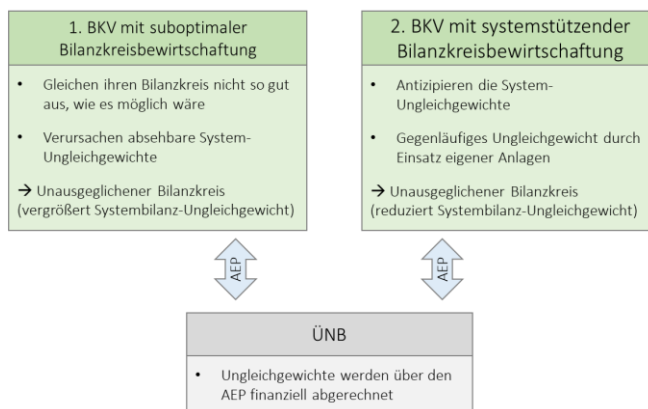 1. BKV mit suboptimaler
Bilanzkreisbewirtschaftung
• Gleichen ihren Bilanzkreis nicht so gut
aus, wie es möglich wäre
• Verursachen absehbare System-
Ungleichgewichte
→ Unausgeglichener Bilanzkreis
(vergrößert Systembilanz-Ungleichgewicht)
2. BKV mit systemstützender
Bilanzkreisbewirtschaftung
• Antizipieren die System-
Ungleichgewichte
• Gegenläufiges Ungleichgewicht durch
Einsatz eigener Anlagen
→ Unausgeglichener Bilanzkreis
(reduziert Systembilanz-Ungleichgewicht)
AEP
AEP
ÜNB
• Ungleichgewichte werden über den
AEP finanziell abgerechnet